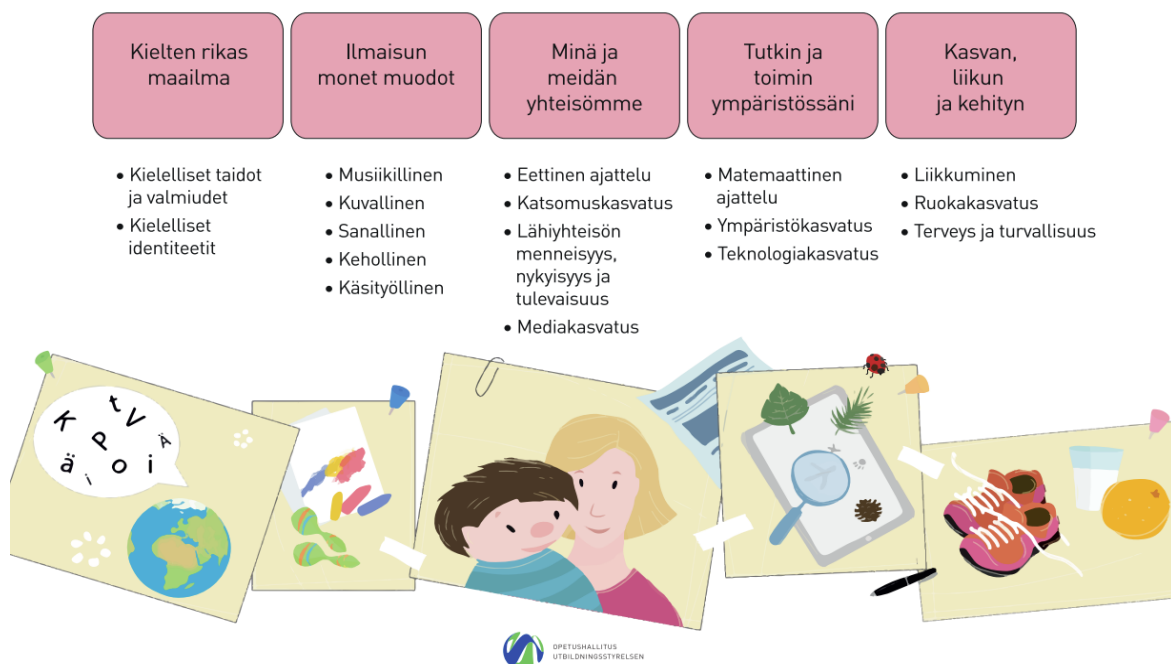 Kielten rikas
maailma
Ilmaisun
monet muodot
Minä ja
meidän
yhteisömme
Tutkin ja
toimin
ympäristössäni
Kasvan,
liikun
ja kehityn
• Kielelliset taidot
ja valmiudet
• Kielelliset
identiteetit
• Musiikillinen
• Kuvallinen
• Sanallinen
• Kehollinen
• Käsityöllinen
• Eettinen ajattelu
• Katsomuskasvatus
• Lähiyhteisön
menneisyys,
nykyisyys ja
tulevaisuus
• Mediakasvatus
• Matemaattinen
ajattelu
• Ympäristökasvatus
• Teknologiakasvatus
• Liikkuminen
• Ruokakasvatus
• Terveys ja turvallisuus
K t V
P Ä
ä i o i
OPETUSHALLITUS
UTBILDNINGSSTYRELSEN